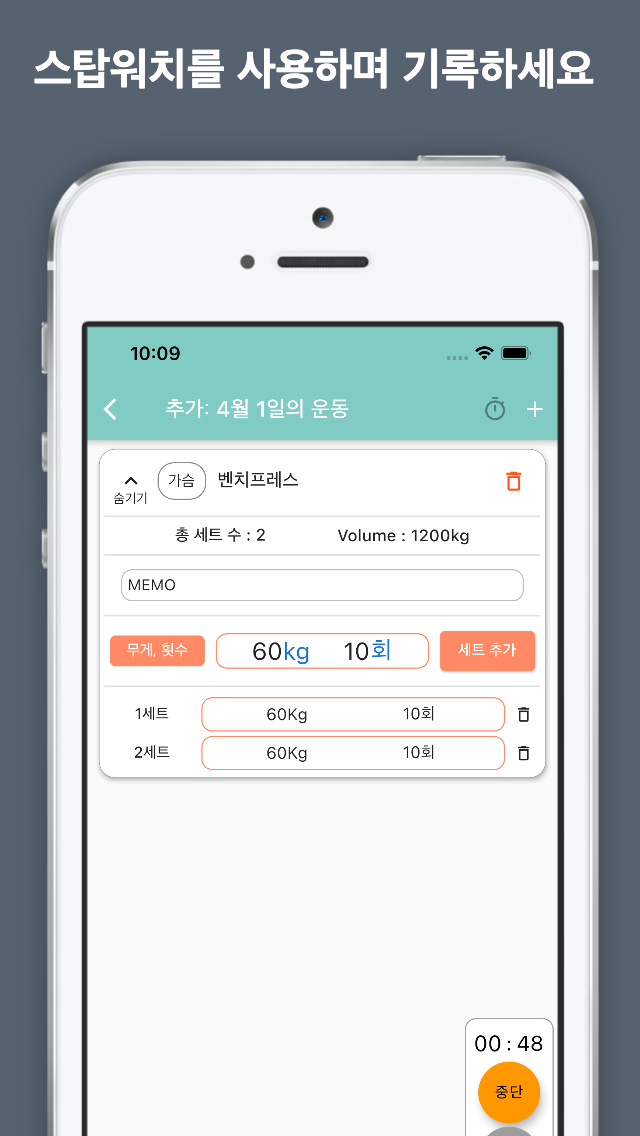 스탑워치를 사용하며 기록하세요
10:09
추가: 4월 1일의 운동
숨기기 가슴 벤치프레스
총 세트 수 : 2 Volume : 1200kg
MEMO
무게, 횟수 60kg 10회 세트 추가
1세트 60Kg 10회
2세트 60Kg 10회
00 : 48
중단